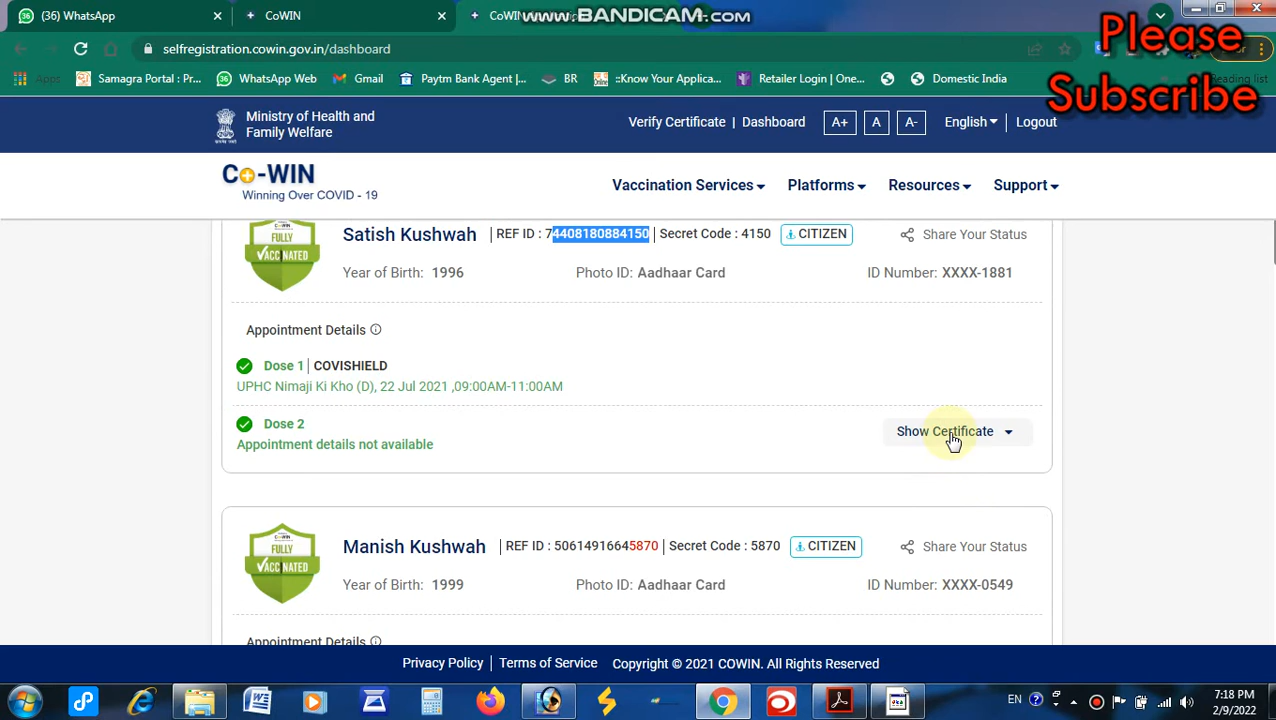 (36) WhatsApp
CoWIN
CoWIN
www.BANDICAM.com
Please
Subscribe
selfregistration.cowin.gov.in/dashboard
Apps
Samagra Portal : Pr...
WhatsApp Web
Gmail
Paytm Bank Agent |...
BR
::Know Your Applica...
Retailer Login | One...
Domestic India
Reading list
Ministry of Health and
Family Welfare
Verify Certificate | Dashboard
A+
A
A-
English
Logout
Co-WIN
Winning Over COVID - 19
Vaccination Services
Platforms
Resources
Support
FULLY
VACCINATED
Satish Kushwah | REF ID : 74408180884150 | Secret Code : 4150
CITIZEN
Share Your Status
Year of Birth: 1996
Photo ID: Aadhaar Card
ID Number: XXXX-1881
Appointment Details
Dose 1 | COVISHIELD
UPHC Nimaji Ki Kho (D), 22 Jul 2021 ,09:00AM-11:00AM
Dose 2
Appointment details not available
Show Certificate
CoWIN
FULLY
VACCINATED
Manish Kushwah | REF ID : 50614916645870 | Secret Code : 5870
CITIZEN
Share Your Status
Year of Birth: 1999
Photo ID: Aadhaar Card
ID Number: XXXX-0549
Appointment Details
Privacy Policy | Terms of Service | Copyright © 2021 COWIN. All Rights Reserved
EN
7:18 PM
2/9/2022